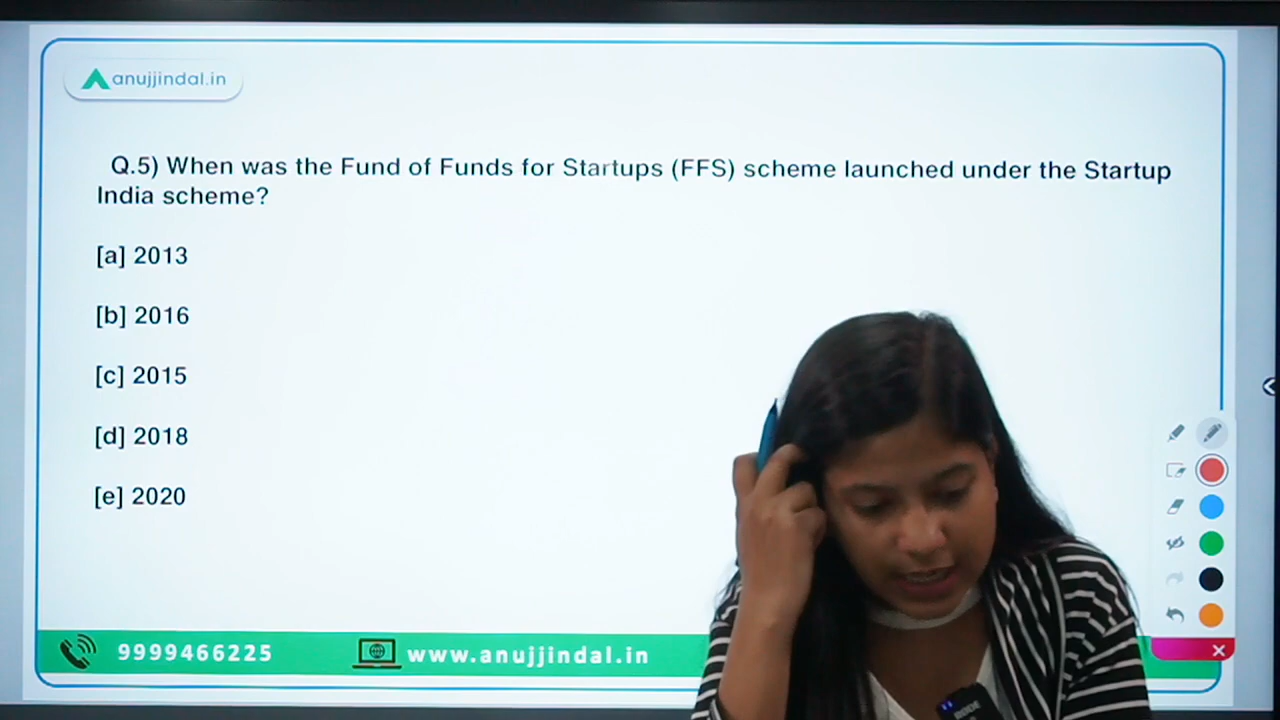 anujjindal.in
Q.5) When was the Fund of Funds for Startups (FFS) scheme launched under the Startup
India scheme?
[a] 2013
[b] 2016
[c] 2015
[d] 2018
[e] 2020
9999466225
www.anujjindal.in